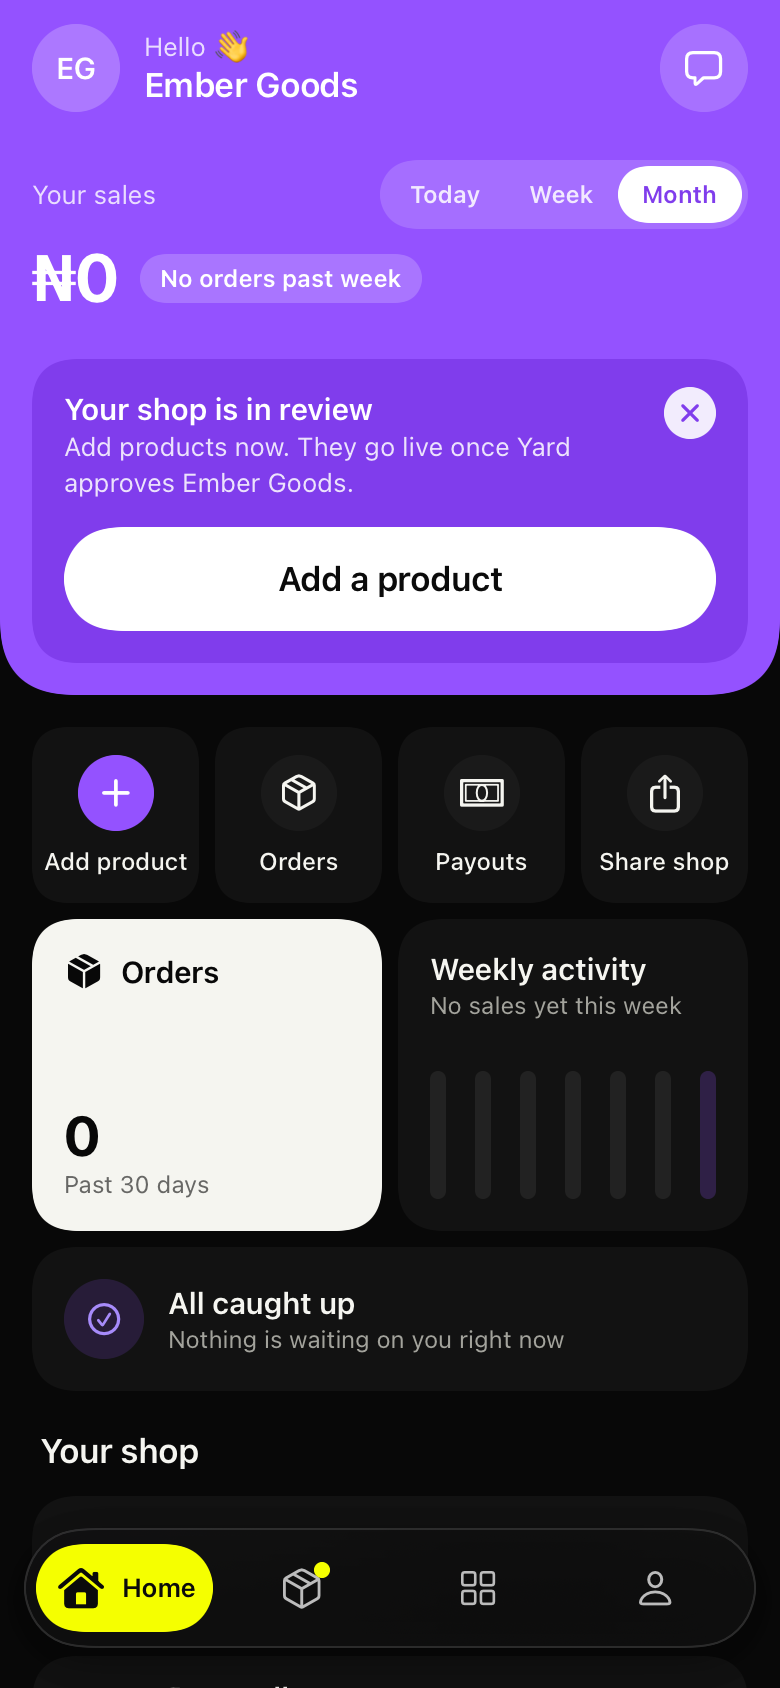 EG
Hello 👋
Ember Goods
Your sales
Today
Week
Month
₦0
No orders past week
Your shop is in review
Add products now. They go live once Yard
approves Ember Goods.
Add a product
Add product
Orders
Payouts
Share shop
Orders
0
Past 30 days
Weekly activity
No sales yet this week
All caught up
Nothing is waiting on you right now
Your shop
Home